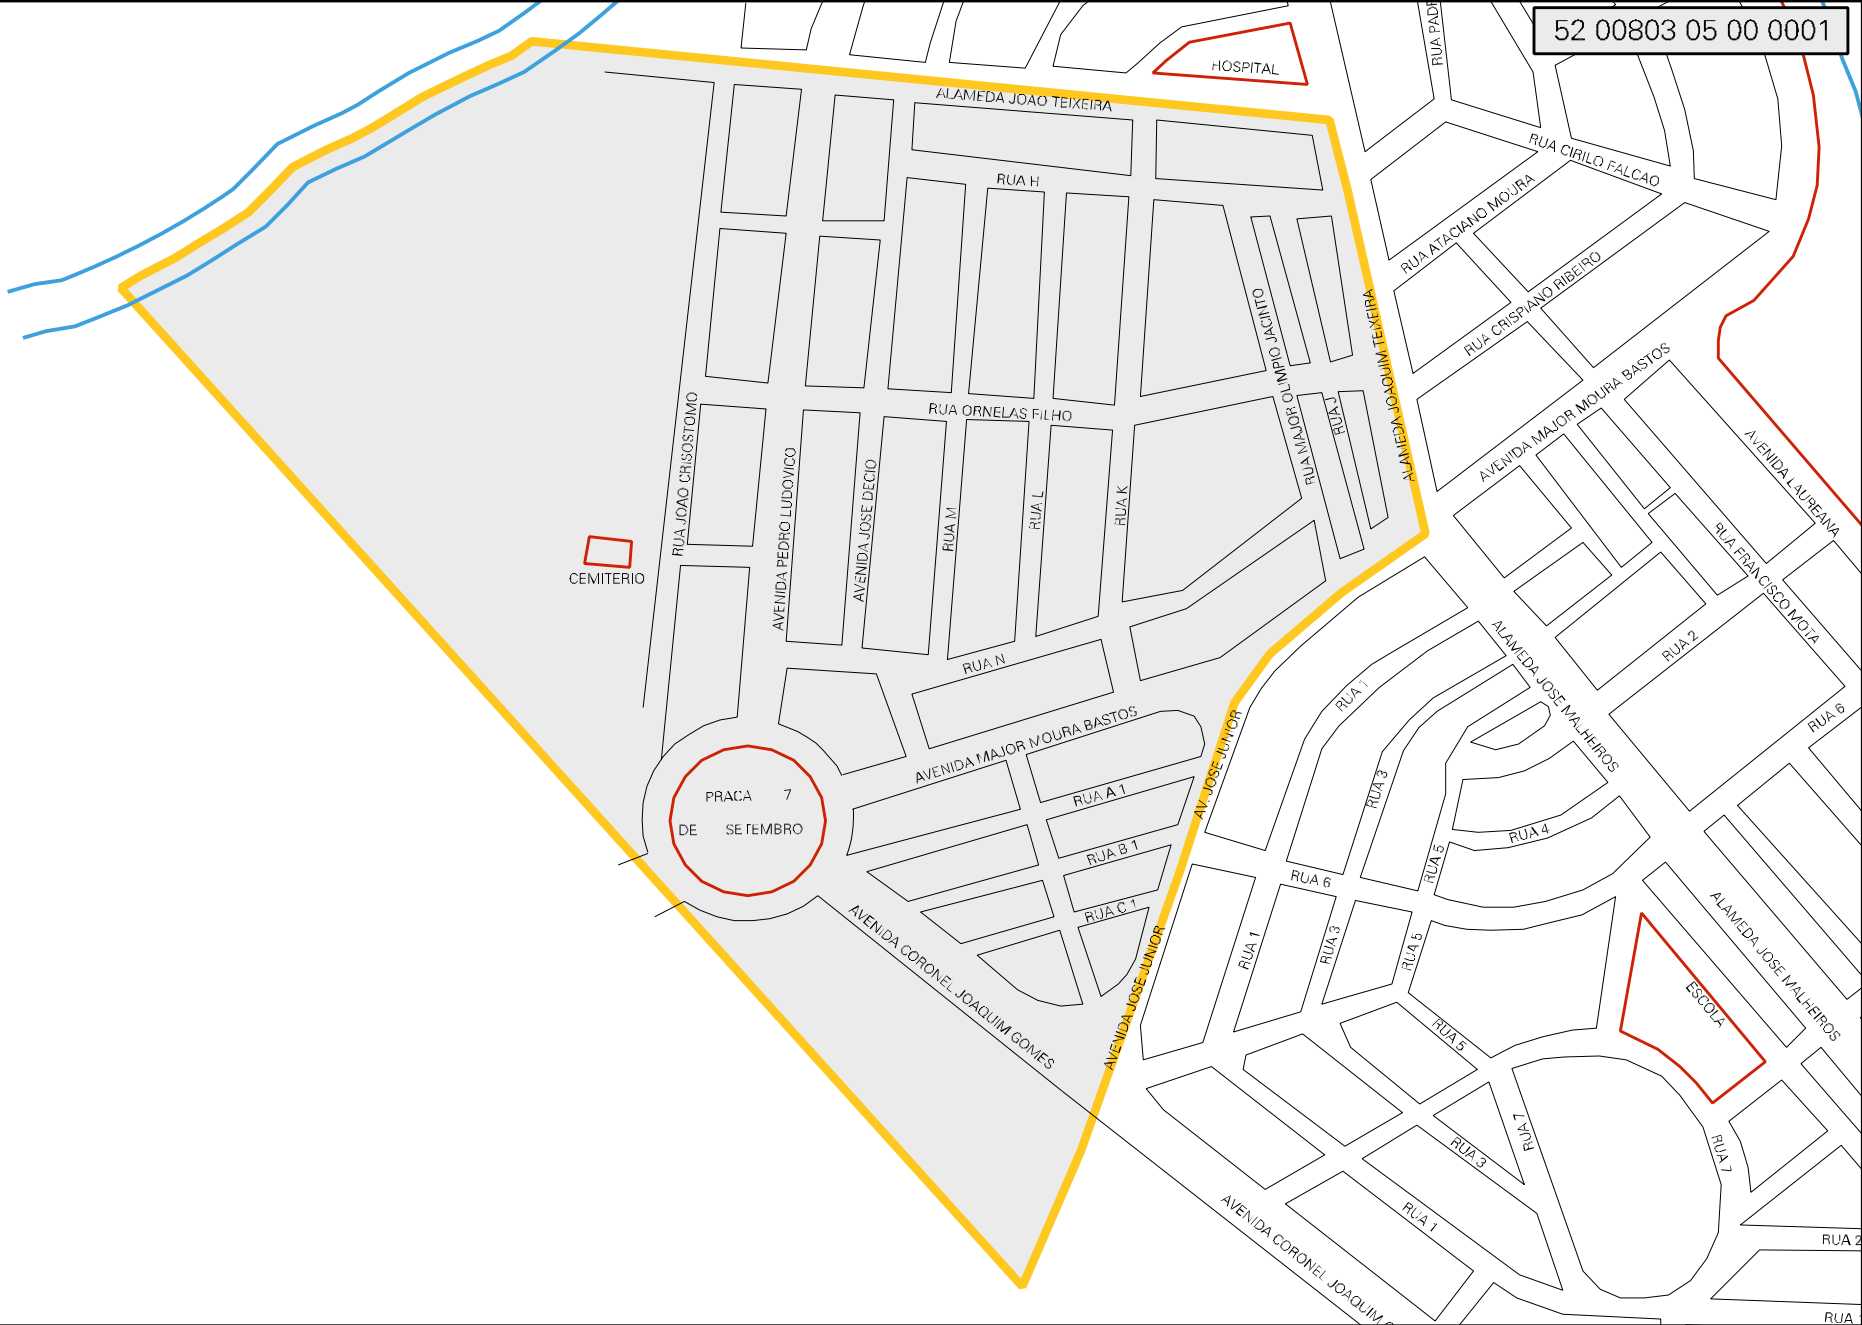 52 00803 05 00 0001
HOSPITAL
ALAMEDA JOAO TEIXEIRA
RUA CIRILO FALCAO
RUA H
RUA ATACIANO MOURA
RUA CRISPIANO RIBEIRO
RUA MAJOR OLIMPIO JACINTO
ALAMEDA JOAQUIM TEIXEIRA
RUA J
AVENIDA MAJOR MOURA BASTOS
AVENIDA LAUREANA
RUA ORNELAS FILHO
RUA JOAO CRISOSTOMO
AVENIDA PEDRO LUDOVICO
AVENIDA JOSE DECIO
RUA M
RUA L
RUA K
CEMITERIO
RUA FRANCISCO MOTA
RUA 2
RUA N
RUA 1
ALAMEDA JOSE MALHEIROS
RUA 6
AVENIDA MAJOR MOURA BASTOS
AV. JOSE JUNIOR
RUA 3
PRACA 7
DE SETEMBRO
RUA A 1
RUA 4
RUA B 1
RUA 5
RUA 6
RUA C 1
AVENIDA CORONEL JOAQUIM GOMES
AVENIDA JOSE JUNIOR
RUA 1
RUA 3
RUA 5
ALAMEDA JOSE MALHEIROS
ESCOLA
RUA 5
RUA 7
RUA 3
RUA 7
RUA 1
AVENIDA CORONEL JOAQUIM
RUA 2
RUA